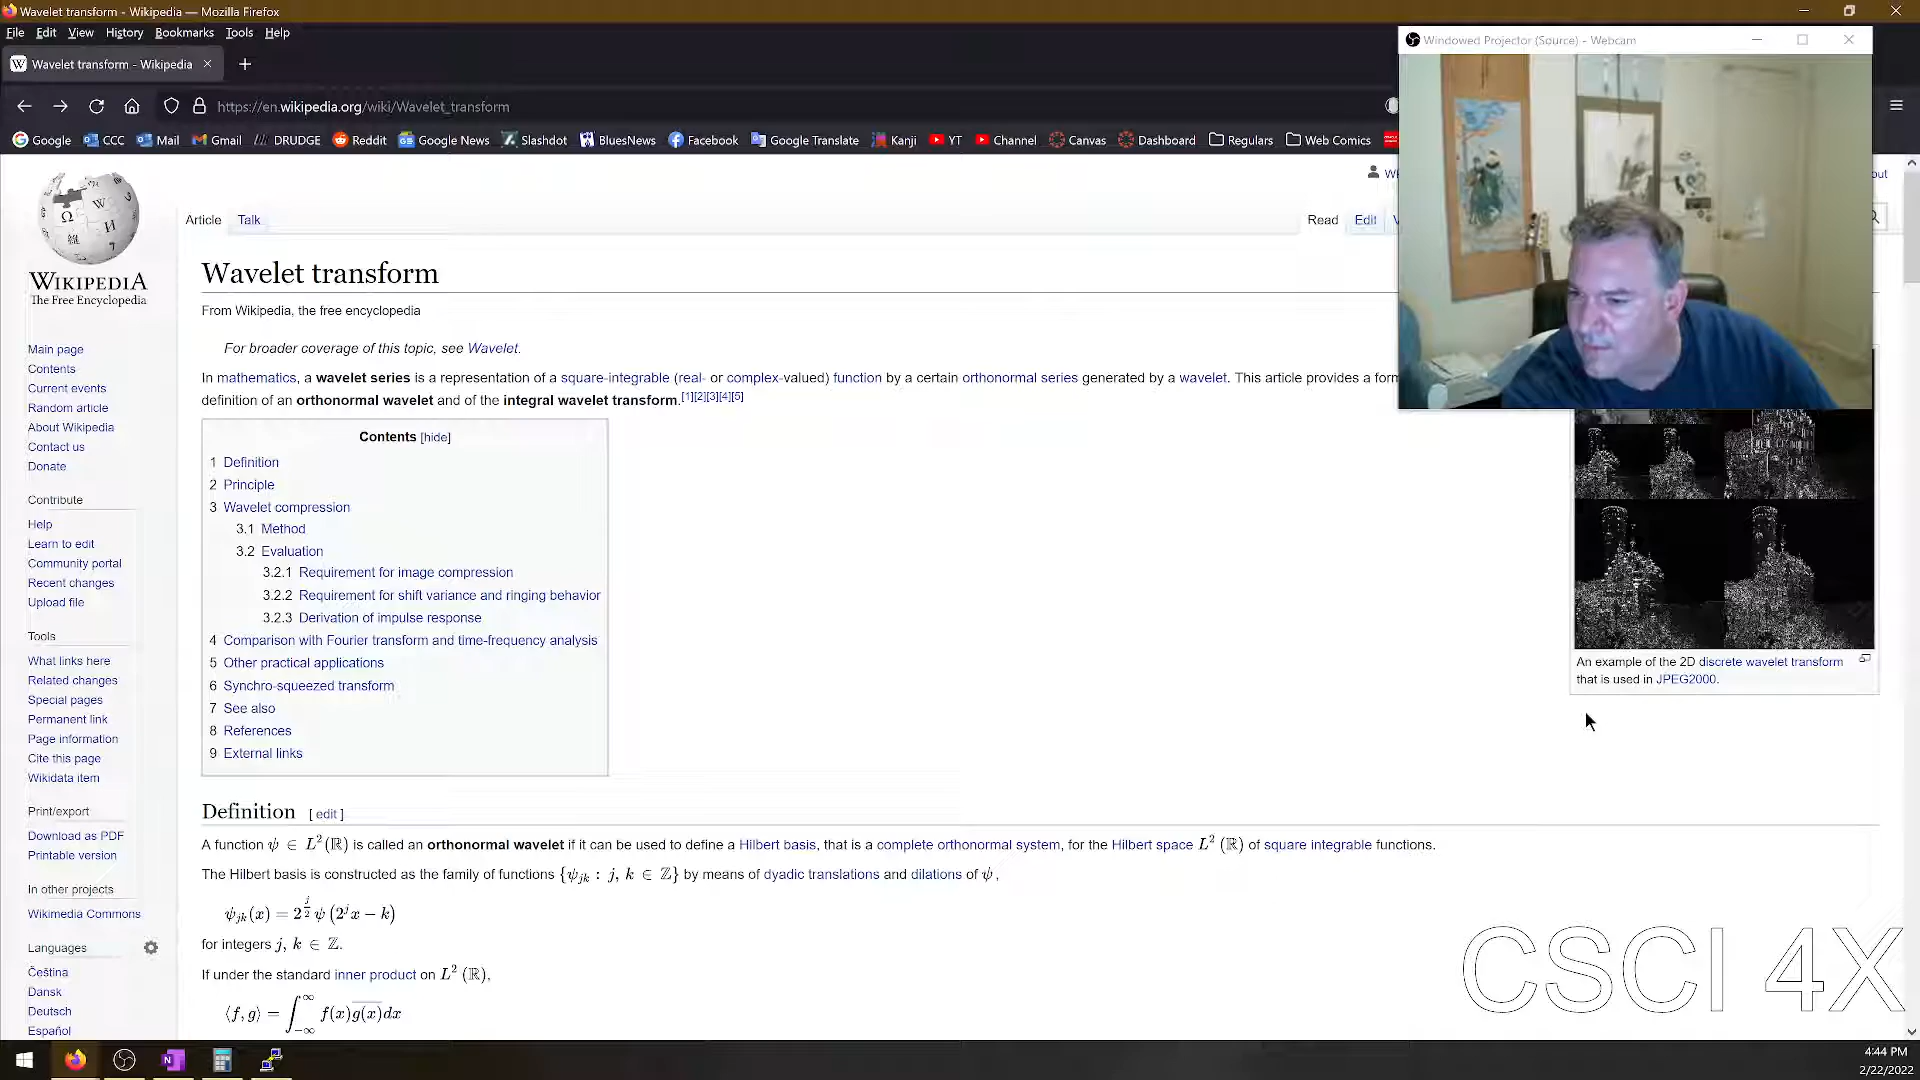 Wavelet transform - Wikipedia — Mozilla Firefox
File Edit View History Bookmarks Tools Help
Windowed Projector (Source) - Webcam
Wavelet transform - Wikipedia
https://en.wikipedia.org/wiki/Wavelet_transform
Google CCC Mail Gmail DRUDGE Reddit Google News Slashdot BluesNews Facebook Google Translate Kanji YT Channel Canvas Dashboard Regulars Web Comics
WIKIPEDIA
The Free Encyclopedia
Main page
Contents
Current events
Random article
About Wikipedia
Contact us
Donate
Contribute
Help
Learn to edit
Community portal
Recent changes
Upload file
Tools
What links here
Related changes
Special pages
Permanent link
Page information
Cite this page
Wikidata item
Print/export
Download as PDF
Printable version
In other projects
Wikimedia Commons
Languages
Čeština
Dansk
Deutsch
Español
Article Talk
Read Edit
Wavelet transform
From Wikipedia, the free encyclopedia
For broader coverage of this topic, see Wavelet.
In mathematics, a wavelet series is a representation of a square-integrable (real- or complex-valued) function by a certain orthonormal series generated by a wavelet. This article provides a
definition of an orthonormal wavelet and of the integral wavelet transform.[1][2][3][4][5]
Contents [hide]
1 Definition
2 Principle
3 Wavelet compression
3.1 Method
3.2 Evaluation
3.2.1 Requirement for image compression
3.2.2 Requirement for shift variance and ringing behavior
3.2.3 Derivation of impulse response
4 Comparison with Fourier transform and time-frequency analysis
5 Other practical applications
6 Synchro-squeezed transform
7 See also
8 References
9 External links
An example of the 2D discrete wavelet transform
that is used in JPEG2000.
Definition [ edit ]
A function ψ ∈ L²(ℝ) is called an orthonormal wavelet if it can be used to define a Hilbert basis, that is a complete orthonormal system, for the Hilbert space L² (ℝ) of square integrable functions.
The Hilbert basis is constructed as the family of functions {ψjk : j, k ∈ ℤ} by means of dyadic translations and dilations of ψ,
ψjk(x) = 2^(j/2) ψ (2^j x − k)
for integers j, k ∈ ℤ.
If under the standard inner product on L² (ℝ),
⟨f, g⟩ = ∫_{−∞}^{∞} f(x)g(x)dx
CSCI 4X
4:44 PM
2/22/2022